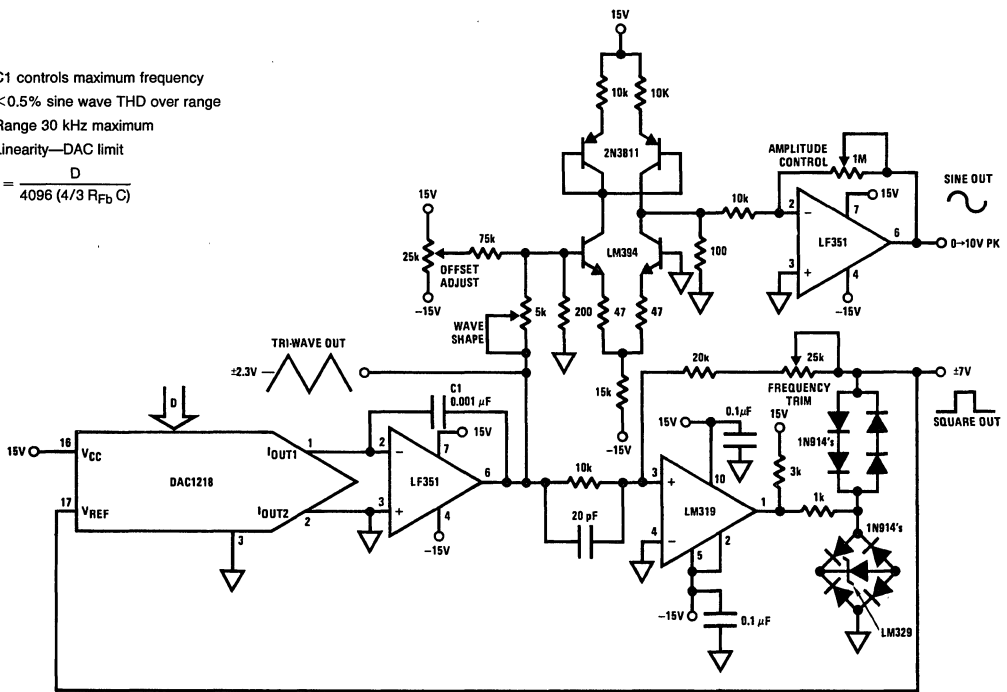 C1 controls maximum frequency
<0.5% sine wave THD over range
Range 30 kHz maximum
Linearity—DAC limit
= D / 4096 (4/3 RFb C)
15V
10k
10K
2N3811
15V
25k
OFFSET ADJUST
-15V
75k
LM394
10k
100
AMPLITUDE CONTROL
1M
15V
2
-
7
LF351
6
3
+
4
-15V
SINE OUT
0→10V PK
WAVE SHAPE
5k
200
47
47
15k
-15V
TRI-WAVE OUT
±2.3V
D
15V
16
VCC
17
VREF
DAC1218
IOUT1
1
IOUT2
2
3
C1
0.001 µF
15V
2
-
7
LF351
6
3
+
4
-15V
10k
20 pF
20k
25k
FREQUENCY TRIM
±7V
SQUARE OUT
15V
0.1µF
10
3
+
LM319
4
-
5
2
1
-15V
0.1 µF
15V
3k
1k
1N914's
1N914's
LM329